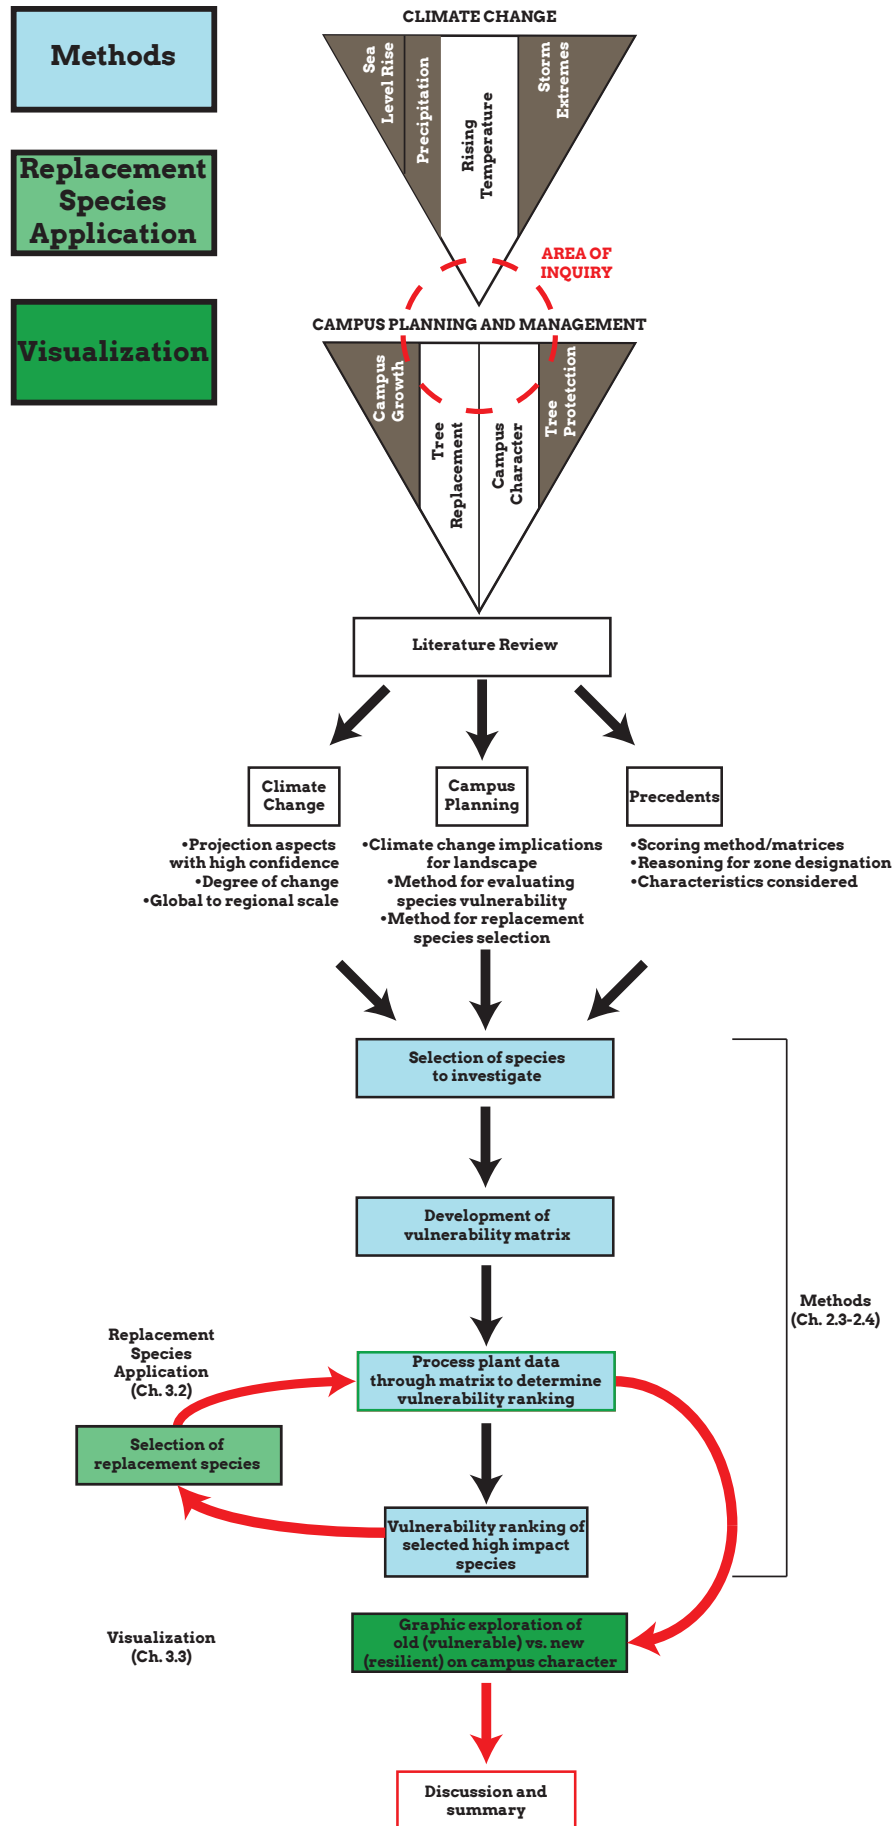 Methods
Replacement
Species
Application
Visualization
CLIMATE CHANGE
Sea
Level Rise
Precipitation
Rising
Temperature
Storm
Extremes
AREA OF
INQUIRY
CAMPUS PLANNING AND MANAGEMENT
Campus
Growth
Tree
Replacement
Campus
Character
Tree
Protetction
Literature Review
Climate
Change
Campus
Planning
Precedents
•Projection aspects
with high confidence
•Degree of change
•Global to regional scale
•Climate change implications
for landscape
•Method for evaluating
species vulnerability
•Method for replacement
species selection
•Scoring method/matrices
•Reasoning for zone designation
•Characteristics considered
Selection of species
to investigate
Development of
vulnerability matrix
Methods
(Ch. 2.3-2.4)
Replacement
Species
Application
(Ch. 3.2)
Process plant data
through matrix to determine
vulnerability ranking
Selection of
replacement species
Vulnerability ranking of
selected high impact
species
Visualization
(Ch. 3.3)
Graphic exploration of
old (vulnerable) vs. new
(resilient) on campus character
Discussion and
summary